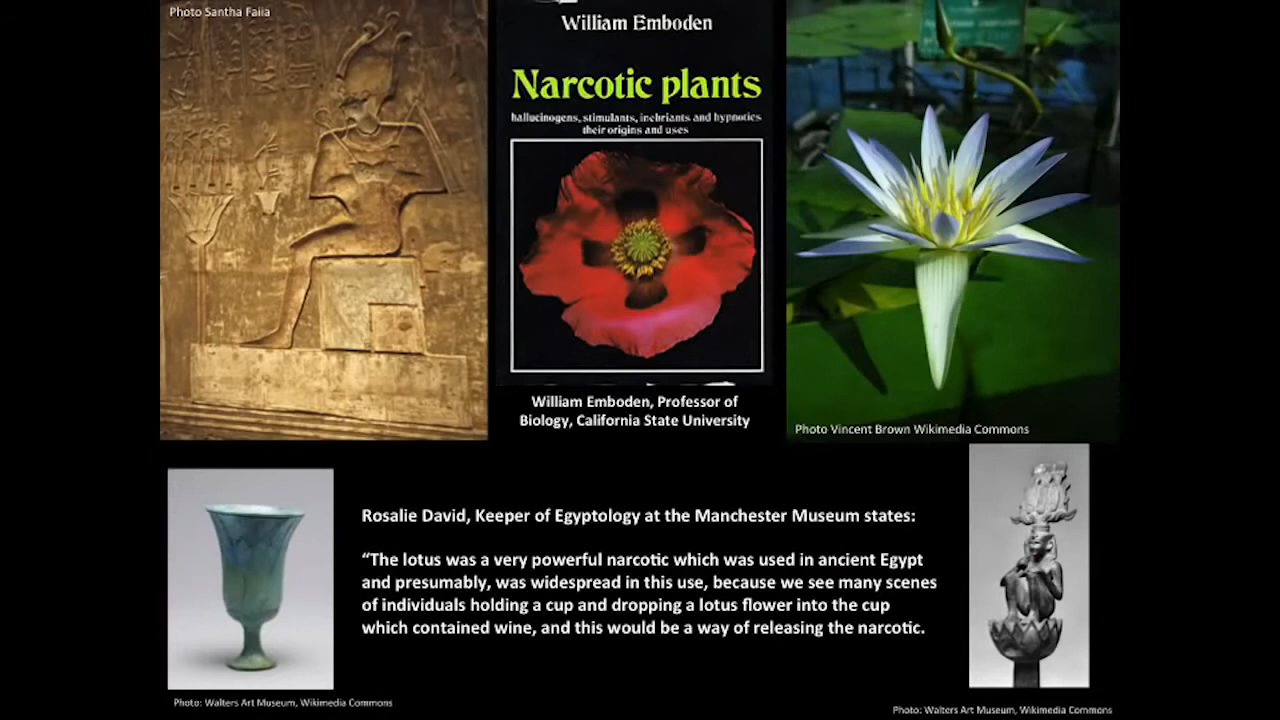 Photo Santha Faiia
William Emboden
Narcotic plants
hallucinogens, stimulants, inebriants and hypnotics
their origins and uses
William Emboden, Professor of
Biology, California State University
Photo Vincent Brown Wikimedia Commons
Rosalie David, Keeper of Egyptology at the Manchester Museum states:
“The lotus was a very powerful narcotic which was used in ancient Egypt
and presumably, was widespread in this use, because we see many scenes
of individuals holding a cup and dropping a lotus flower into the cup
which contained wine, and this would be a way of releasing the narcotic.
Photo: Walters Art Museum, Wikimedia Commons
Photo: Walters Art Museum, Wikimedia Commons